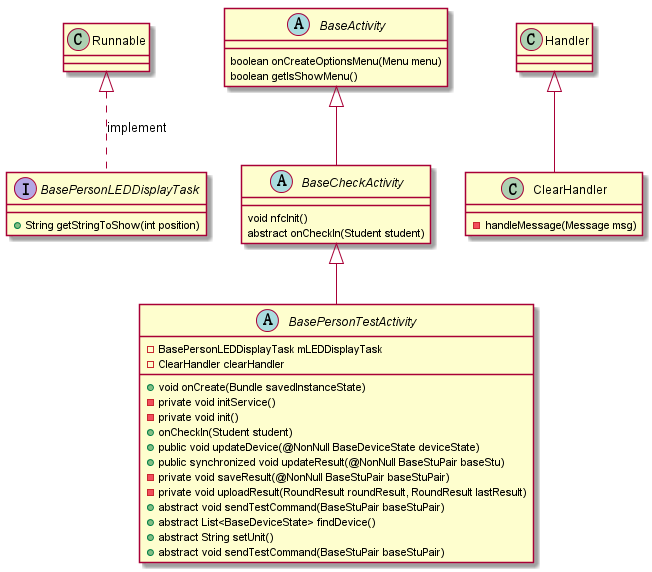 C Runnable
A BaseActivity
boolean onCreateOptionsMenu(Menu menu)
boolean getIsShowMenu()
C Handler
implement
I BasePersonLEDDisplayTask
String getStringToShow(int position)
A BaseCheckActivity
void nfcInit()
abstract onCheckIn(Student student)
C ClearHandler
handleMessage(Message msg)
A BasePersonTestActivity
BasePersonLEDDisplayTask mLEDDisplayTask
ClearHandler clearHandler
void onCreate(Bundle savedInstanceState)
private void initService()
private void init()
onCheckIn(Student student)
public void updateDevice(@NonNull BaseDeviceState deviceState)
public synchronized void updateResult(@NonNull BaseStuPair baseStu)
private void saveResult(@NonNull BaseStuPair baseStuPair)
private void uploadResult(RoundResult roundResult, RoundResult lastResult)
abstract void sendTestCommand(BaseStuPair baseStuPair)
abstract List<BaseDeviceState> findDevice()
abstract String setUnit()
abstract void sendTestCommand(BaseStuPair baseStuPair)